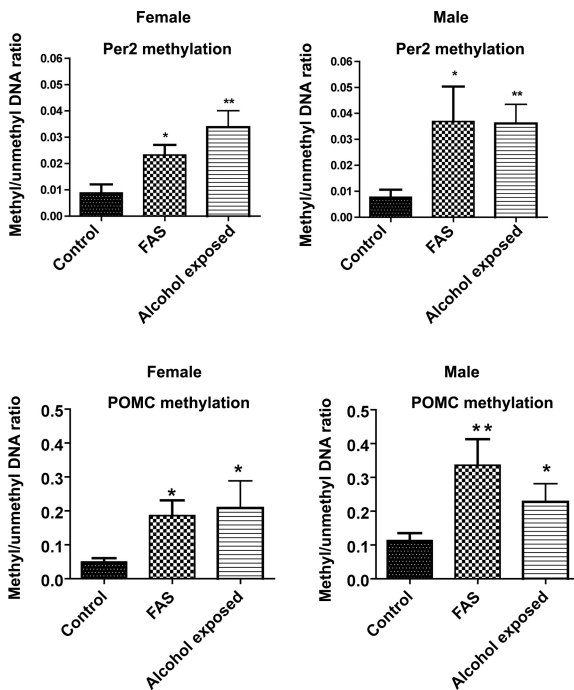 Female
Per2 methylation
Methyl/unmethyl DNA ratio
0.06
0.05
0.04
0.03
0.02
0.01
0.00
*
**
Control
FAS
Alcohol exposed
Male
Per2 methylation
Methyl/unmethyl DNA ratio
0.06
0.05
0.04
0.03
0.02
0.01
0.00
*
**
Control
FAS
Alcohol exposed
Female
POMC methylation
Methyl/unmethyl DNA ratio
0.5
0.4
0.3
0.2
0.1
0.0
*
*
Control
FAS
Alcohol exposed
Male
POMC methylation
Methyl/unmethyl DNA ratio
0.5
0.4
0.3
0.2
0.1
0.0
**
*
Control
FAS
Alcohol exposed